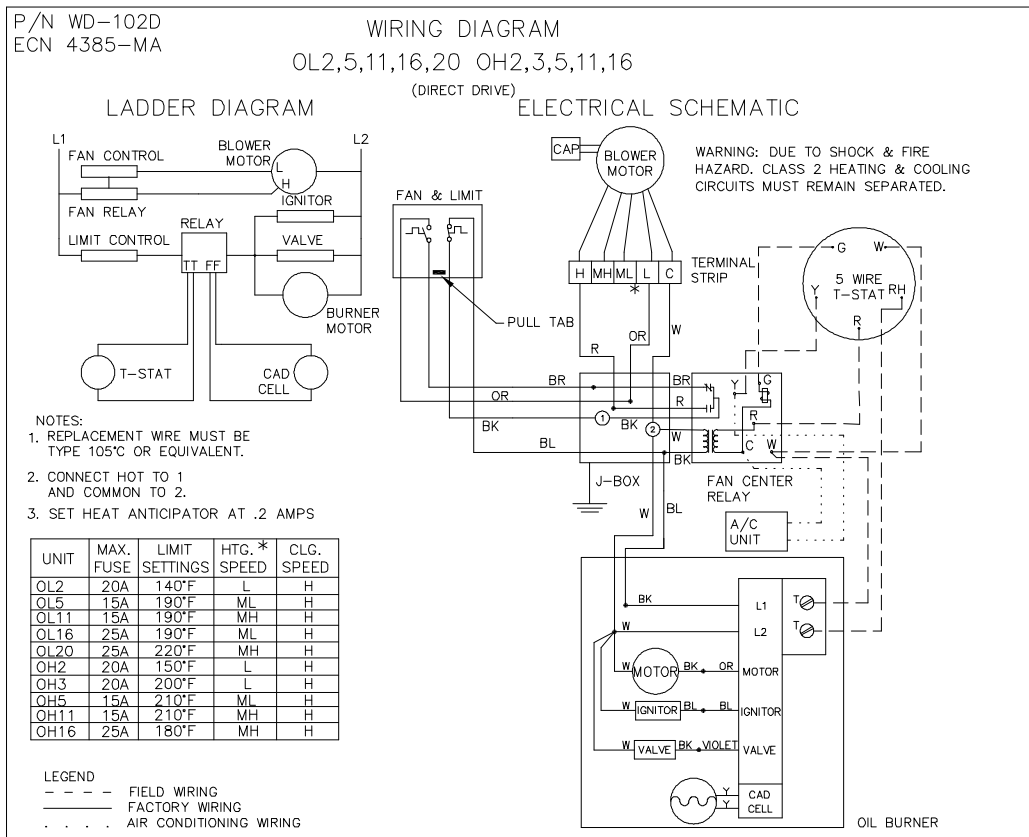 P/N WD-102D
ECN 4385-MA
WIRING DIAGRAM
OL2,5,11,16,20 OH2,3,5,11,16
(DIRECT DRIVE)
LADDER DIAGRAM
L1
L2
FAN CONTROL
BLOWER
MOTOR
L
H
FAN RELAY
IGNITOR
RELAY
LIMIT CONTROL
VALVE
TT FF
BURNER
MOTOR
T-STAT
CAD
CELL
ELECTRICAL SCHEMATIC
CAP
BLOWER
MOTOR
WARNING: DUE TO SHOCK & FIRE
HAZARD. CLASS 2 HEATING & COOLING
CIRCUITS MUST REMAIN SEPARATED.
FAN & LIMIT
PULL TAB
H MH ML L C
*
TERMINAL
STRIP
G W
5 WIRE
T-STAT
Y
RH
R
OR
W
R
BR
BR
OR
R
BK
1
BK
2
W
BL
BK
Y
G
R
C
W
J-BOX
FAN CENTER
RELAY
W
BL
A/C
UNIT
BK
L1
T
W
L2
T
W
MOTOR
BK
OR
MOTOR
W
IGNITOR
BL
BL
IGNITOR
W
VALVE
BK
VIOLET
VALVE
Y
Y
CAD
CELL
OIL BURNER
NOTES:
1. REPLACEMENT WIRE MUST BE
TYPE 105°C OR EQUIVALENT.
2. CONNECT HOT TO 1
AND COMMON TO 2.
3. SET HEAT ANTICIPATOR AT .2 AMPS
UNIT MAX. FUSE LIMIT SETTINGS HTG.* SPEED CLG. SPEED
OL2 20A 140°F L H
OL5 15A 190°F ML H
OL11 15A 190°F MH H
OL16 25A 190°F ML H
OL20 25A 220°F MH H
OH2 20A 150°F L H
OH3 20A 200°F L H
OH5 15A 210°F ML H
OH11 15A 210°F MH H
OH16 25A 180°F MH H
LEGEND
FIELD WIRING
FACTORY WIRING
AIR CONDITIONING WIRING